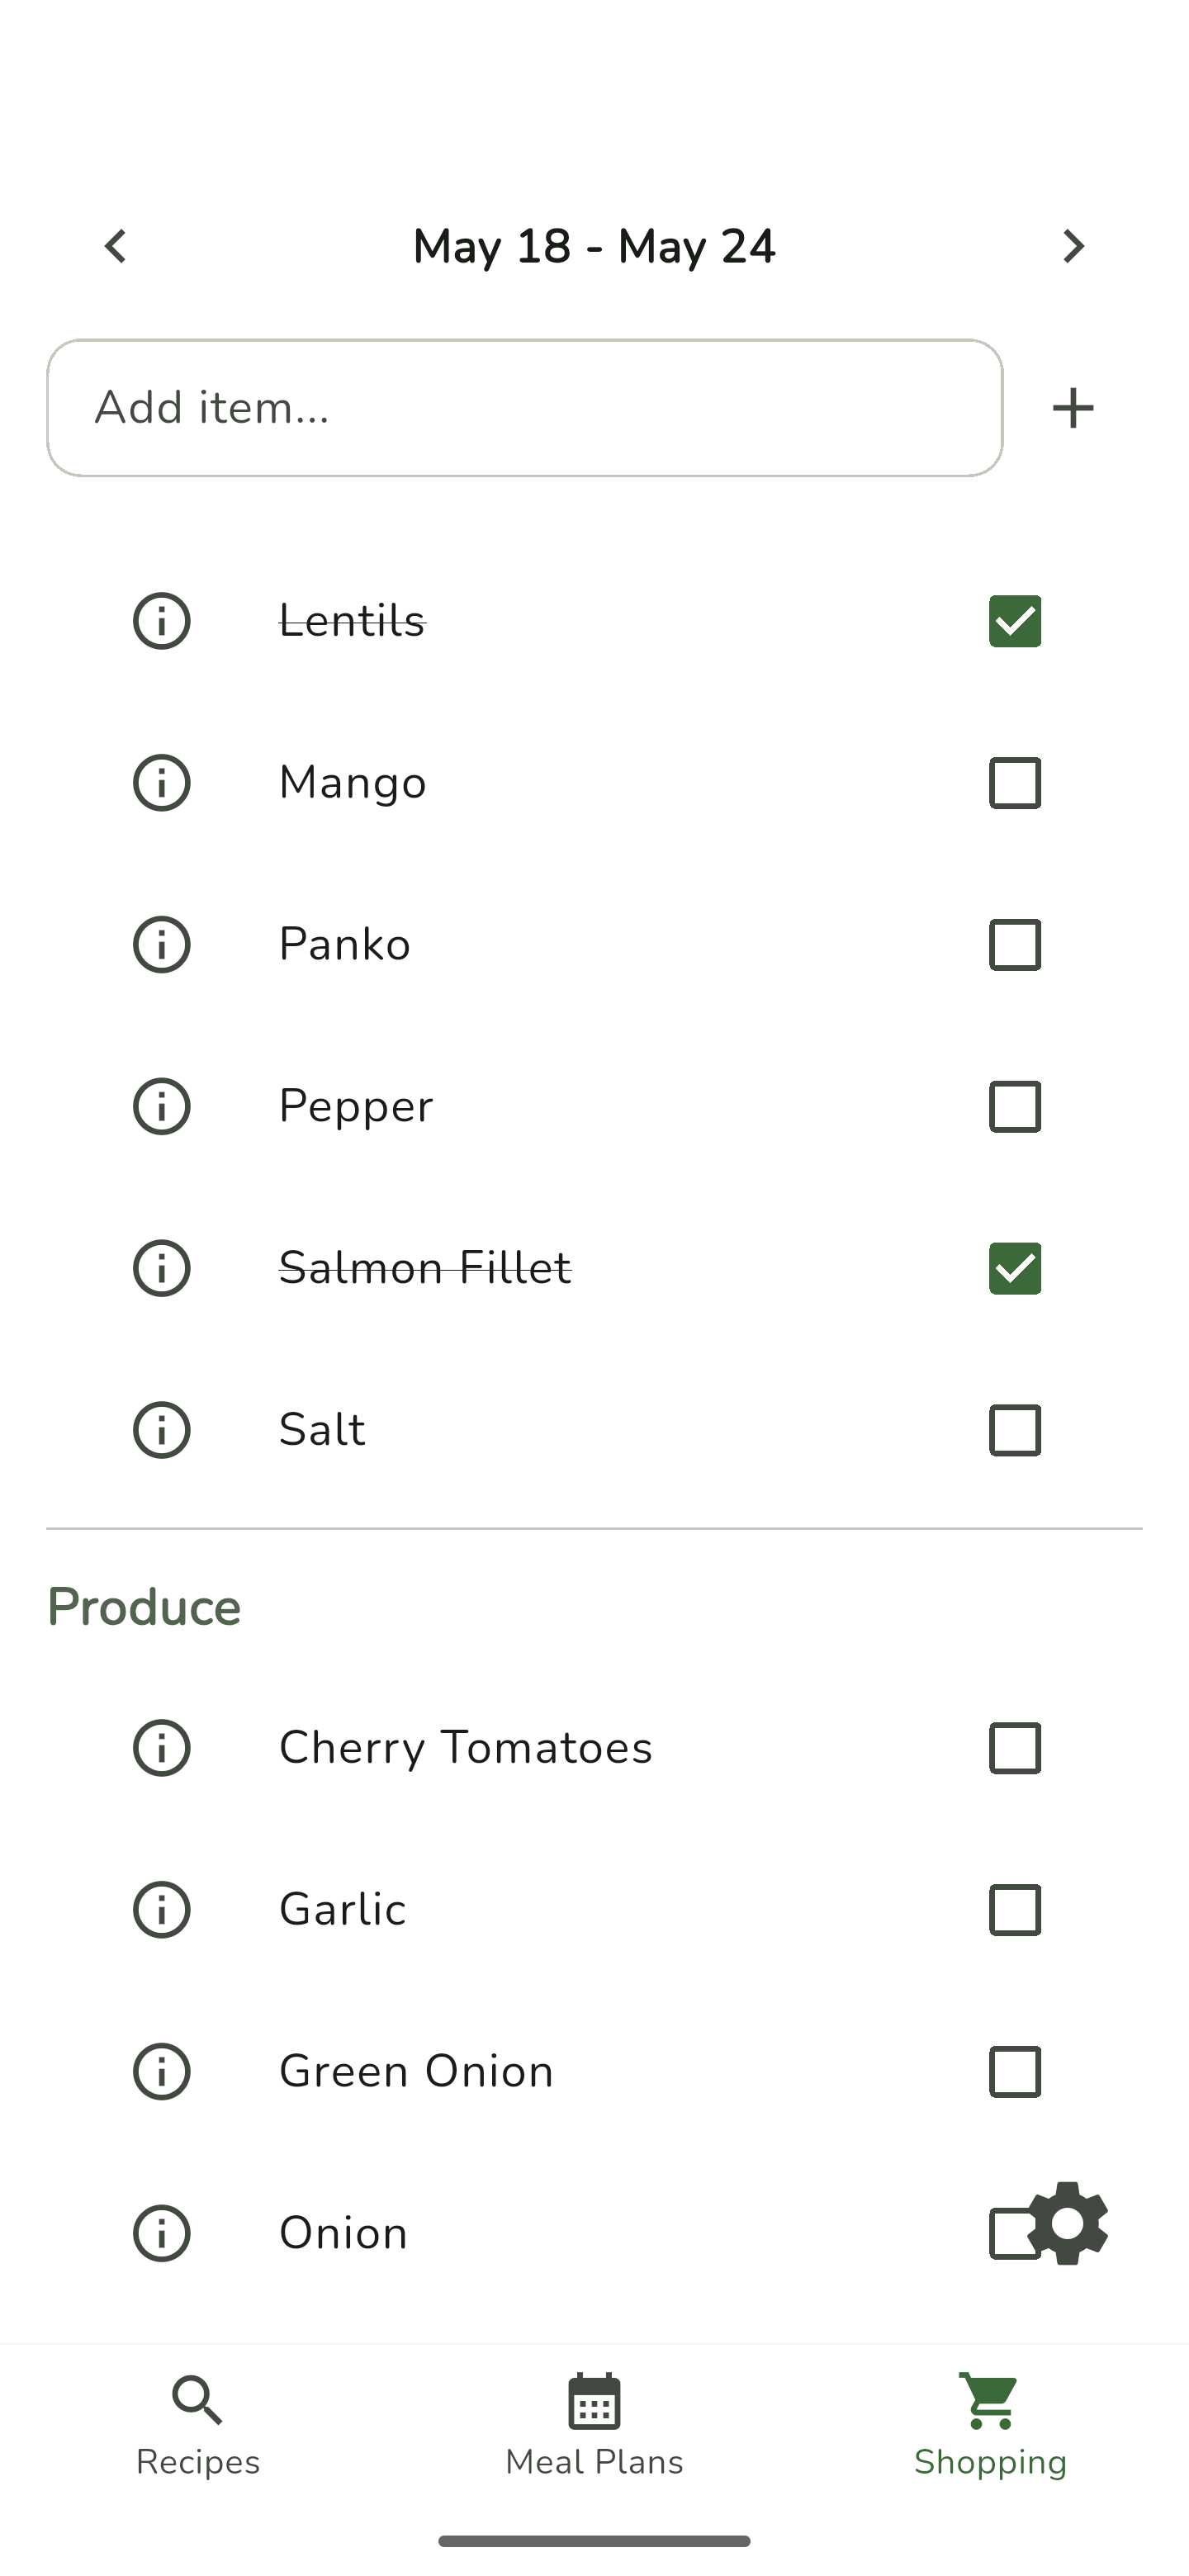 May 18 - May 24
Add item...
Lentils
Mango
Panko
Pepper
Salmon Fillet
Salt
Produce
Cherry Tomatoes
Garlic
Green Onion
Onion
Recipes
Meal Plans
Shopping